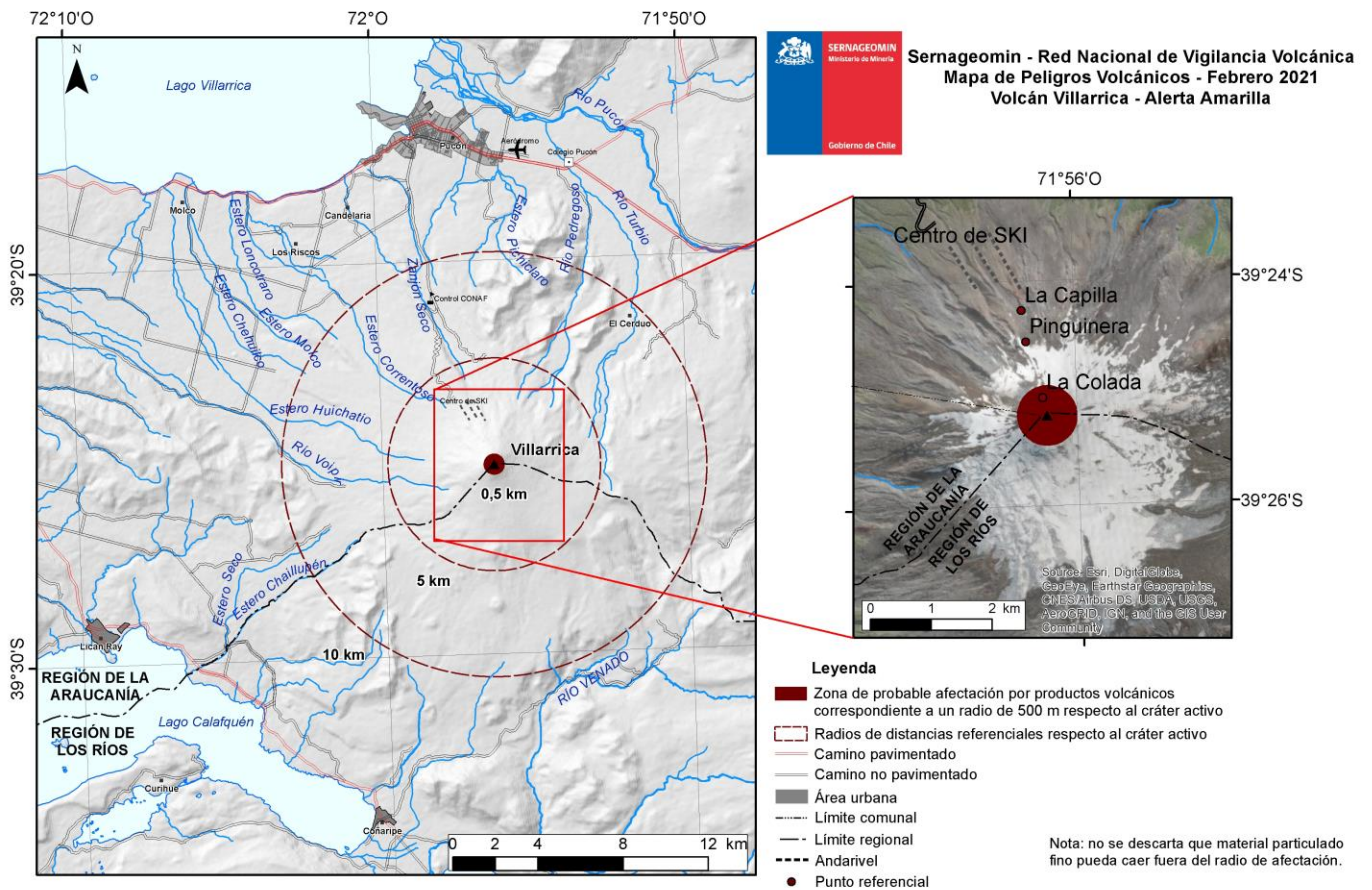 72°10'O
72°O
71°50'O
N
Lago Villarrica
Río Pucón
Pucón
Aeródromo
Colegio Pucón
Molco
Candelaria
Los Riscos
Estero Loncotraro
Estero Chehuilco
Estero Molco
Estero Correntoso
Zanjón Seco
Control CONAF
Estero Pichiclaro
Río Pedregoso
Río Turbio
El Cerduo
39°20'S
Estero Huichatio
Río Voipir
Centro de SKI
Villarrica
0,5 km
5 km
10 km
Estero Seco
Estero Chaillupén
Lican Ray
39°30'S
REGIÓN DE LA
ARAUCANÍA
REGIÓN DE
LOS RÍOS
Lago Calafquén
RÍO VENADO
Curihue
Coñaripe
0 2 4 8 12 km
SERNAGEOMIN
Ministerio de Minería
Gobierno de Chile
Sernageomin - Red Nacional de Vigilancia Volcánica
Mapa de Peligros Volcánicos - Febrero 2021
Volcán Villarrica - Alerta Amarilla
71°56'O
Centro de SKI
La Capilla
Pinguinera
La Colada
39°24'S
39°26'S
REGIÓN DE LA
ARAUCANÍA
REGIÓN DE
LOS RÍOS
Source: Esri, DigitalGlobe,
GeoEye, Earthstar Geographics,
CNES/Airbus DS, USDA, USGS,
AeroGRID, IGN, and the GIS User
Community
0 1 2 km
Leyenda
Zona de probable afectación por productos volcánicos
correspondiente a un radio de 500 m respecto al cráter activo
Radios de distancias referenciales respecto al cráter activo
Camino pavimentado
Camino no pavimentado
Área urbana
Límite comunal
Límite regional
Andarivel
Punto referencial
Nota: no se descarta que material particulado
fino pueda caer fuera del radio de afectación.